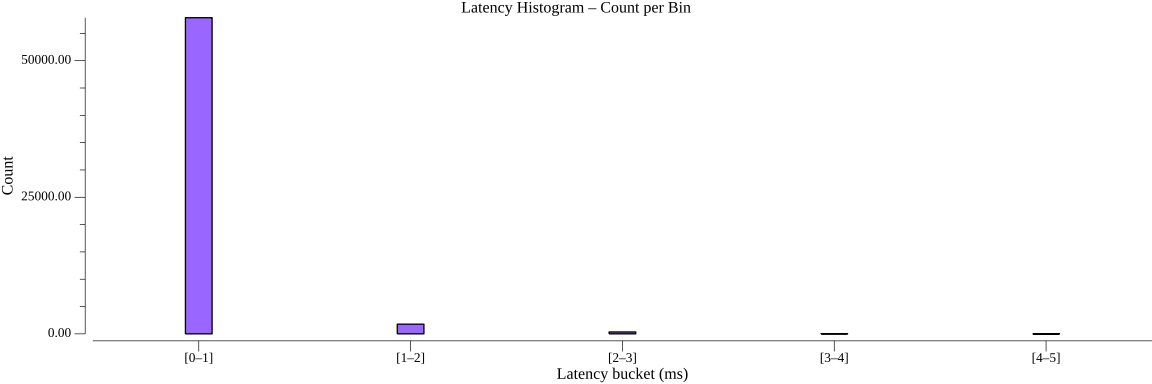 Latency Histogram – Count per Bin
Count
50000.00
25000.00
0.00
[0–1]
[1–2]
[2–3]
[3–4]
[4–5]
Latency bucket (ms)